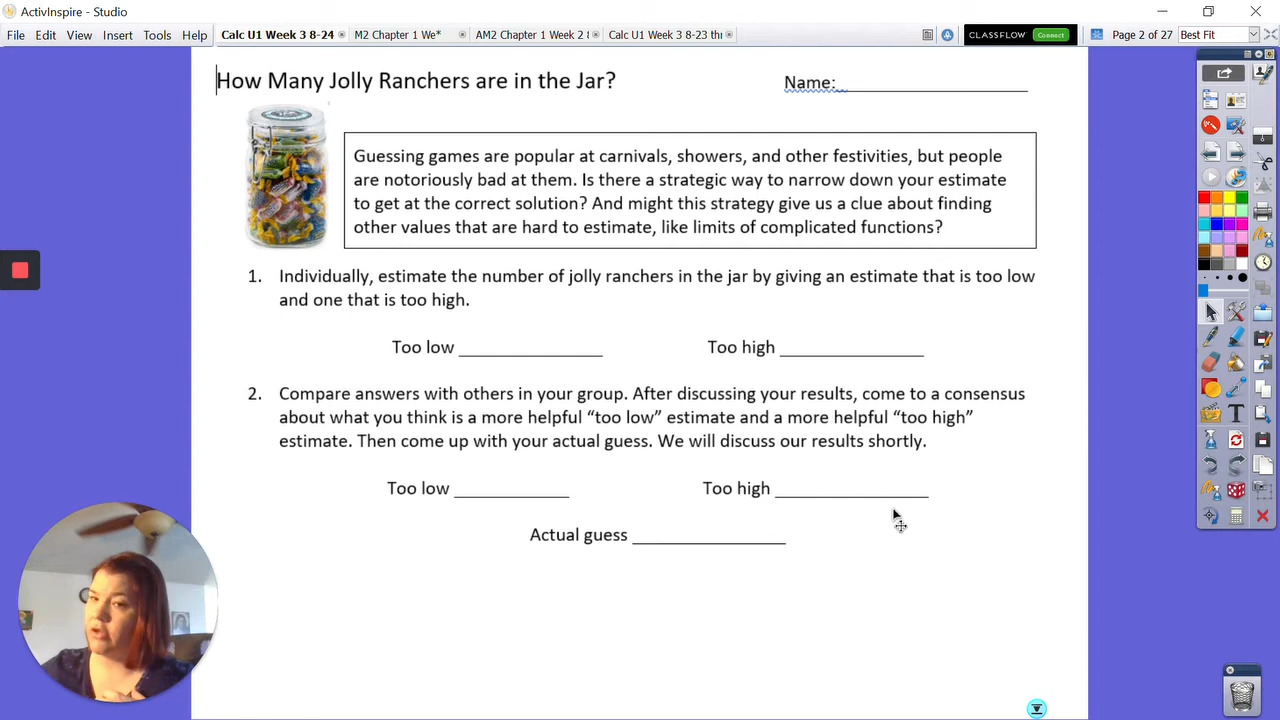 ActivInspire - Studio
File Edit View Insert Tools Help
Calc U1 Week 3 8-24
M2 Chapter 1 We*
AM2 Chapter 1 Week 2
Calc U1 Week 3 8-23 thr
CLASSFLOW Connect
Page 2 of 27
Best Fit
How Many Jolly Ranchers are in the Jar?
Name:____________________
Guessing games are popular at carnivals, showers, and other festivities, but people
are notoriously bad at them. Is there a strategic way to narrow down your estimate
to get at the correct solution? And might this strategy give us a clue about finding
other values that are hard to estimate, like limits of complicated functions?
1. Individually, estimate the number of jolly ranchers in the jar by giving an estimate that is too low
and one that is too high.
Too low _______________ Too high _______________
2. Compare answers with others in your group. After discussing your results, come to a consensus
about what you think is a more helpful “too low” estimate and a more helpful “too high”
estimate. Then come up with your actual guess. We will discuss our results shortly.
Too low ____________ Too high ________________
Actual guess ________________